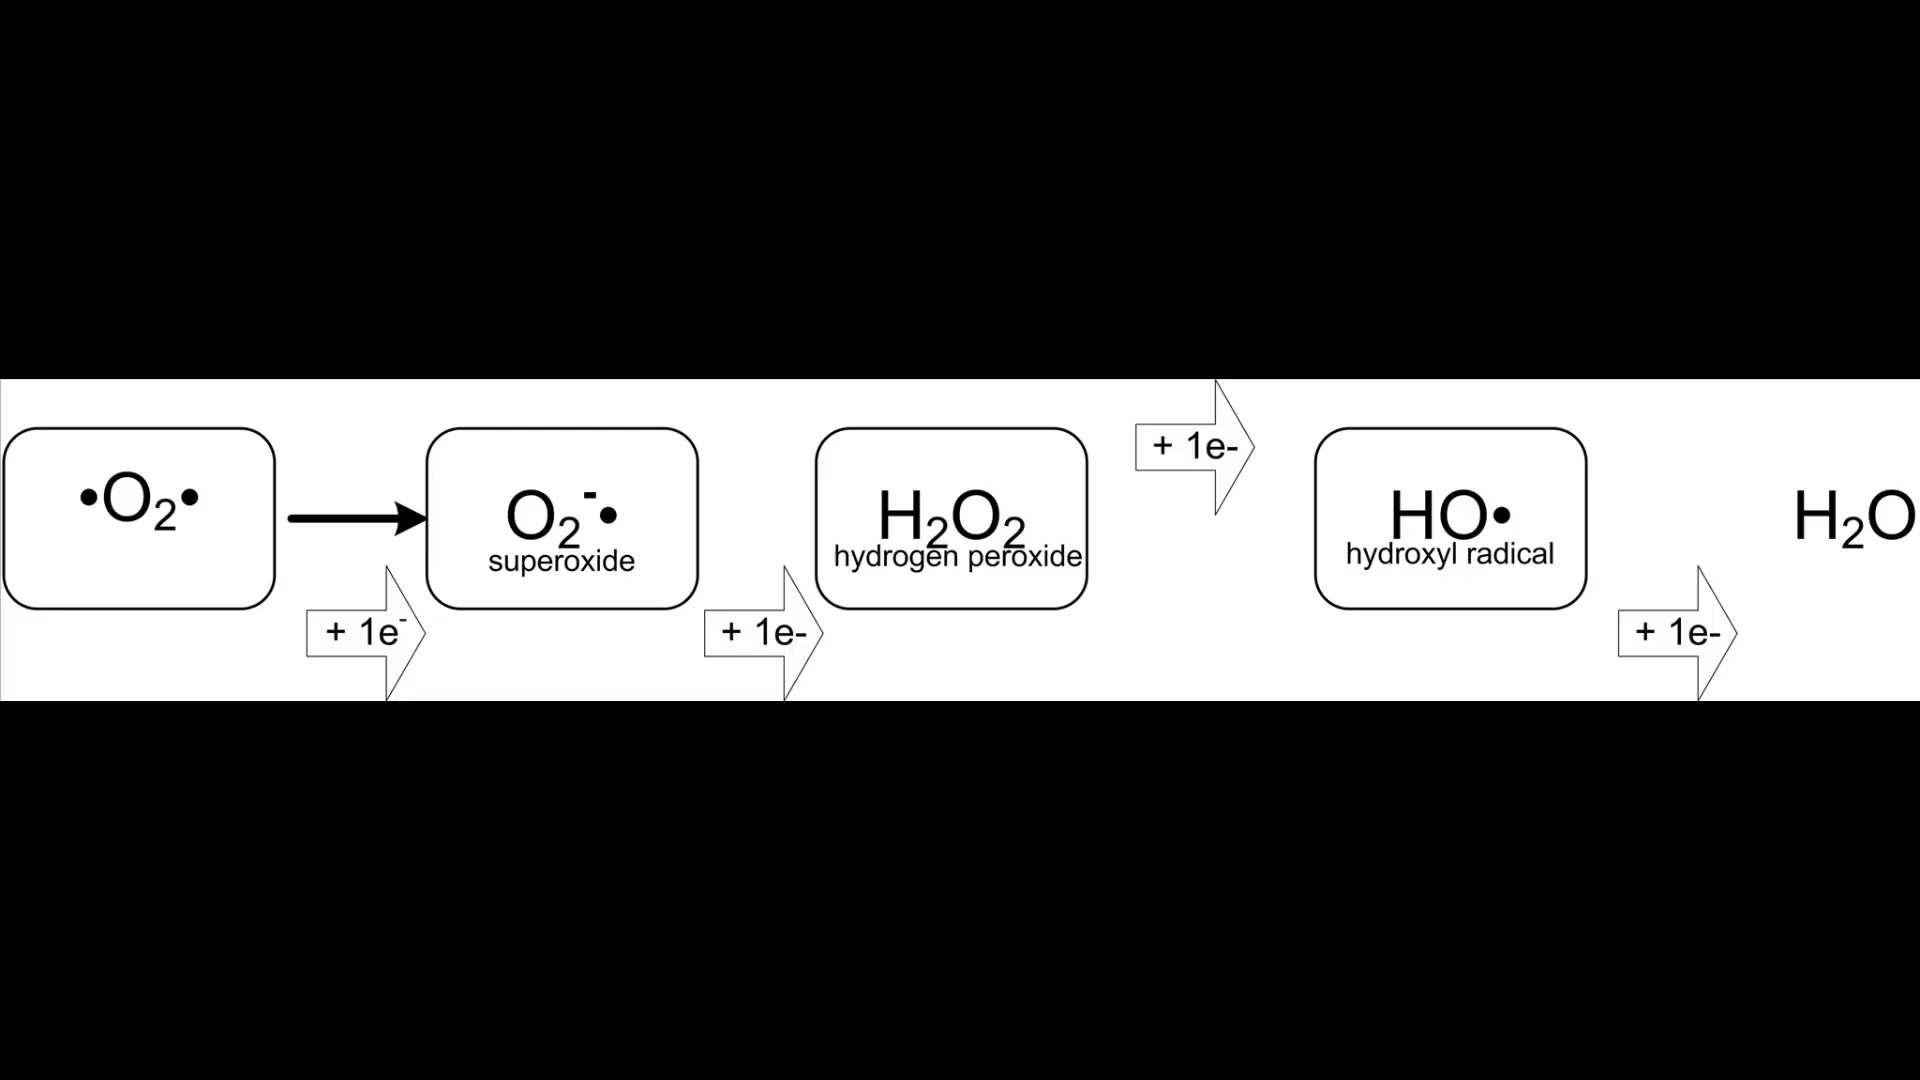 •O₂•
+ 1e⁻
O₂⁻•
superoxide
+ 1e-
H₂O₂
hydrogen peroxide
+ 1e-
HO•
hydroxyl radical
+ 1e-
H₂O